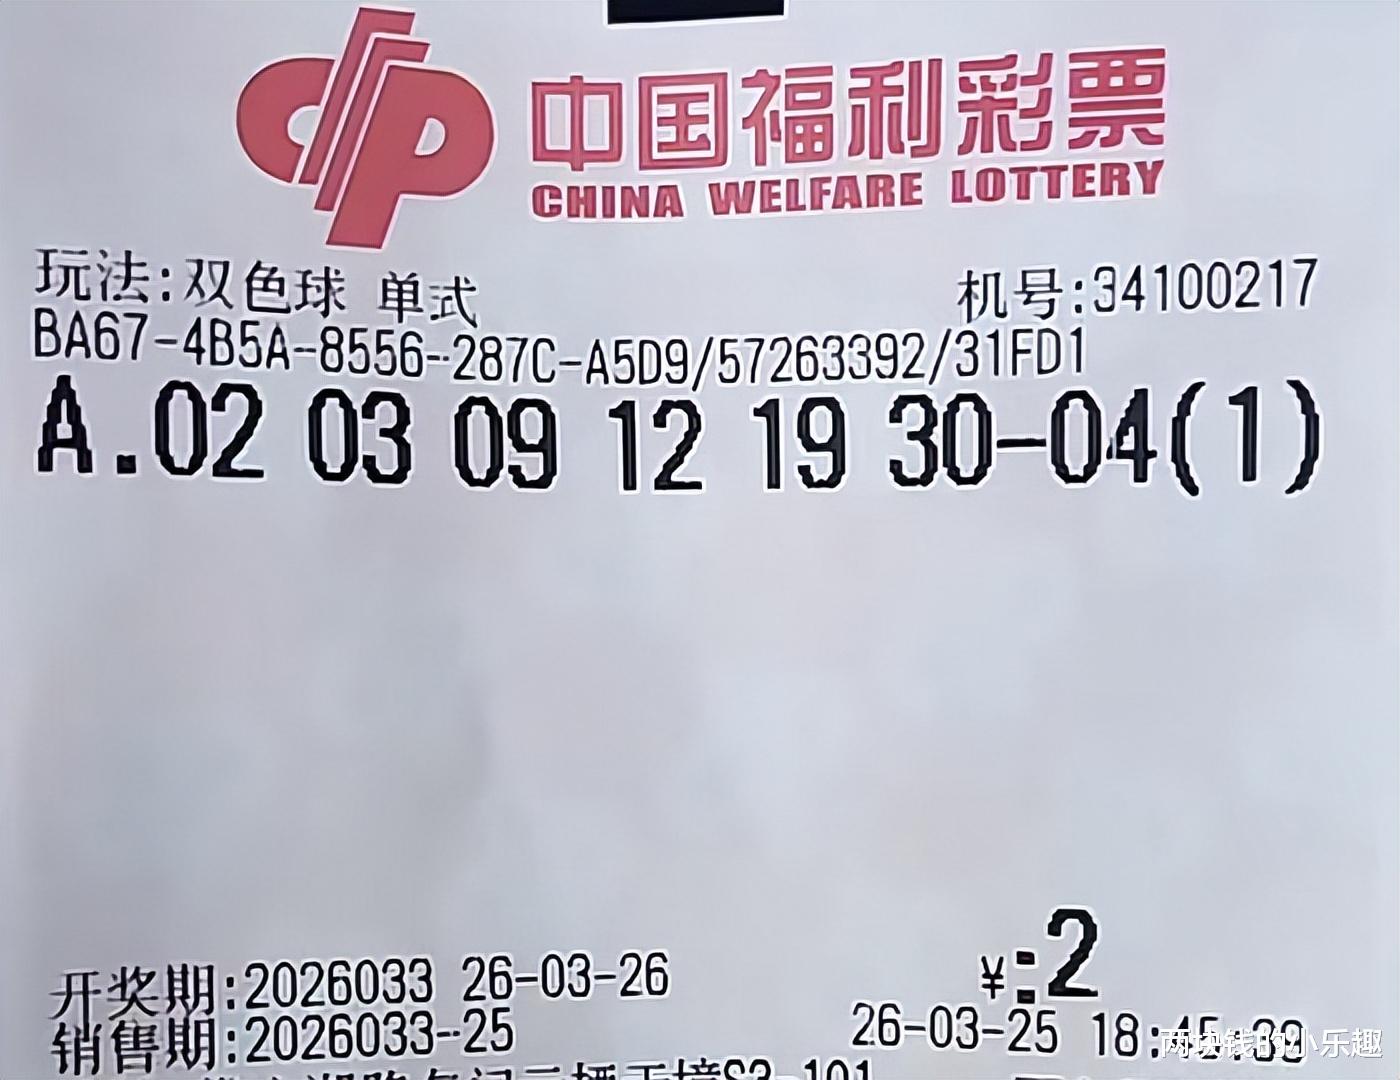 中国福利彩票
CHINA WELFARE LOTTERY
玩法:双色球 单式 机号:34100217
BA67-4B5A-8556-287C-A5D9/57263392/31FD1
A.02 03 09 12 19 30-04(1)
¥:2
开奖期:2026033 26-03-26
销售期:2026033-25 26-03-25 18:45
两块钱的小乐趣
S3-101